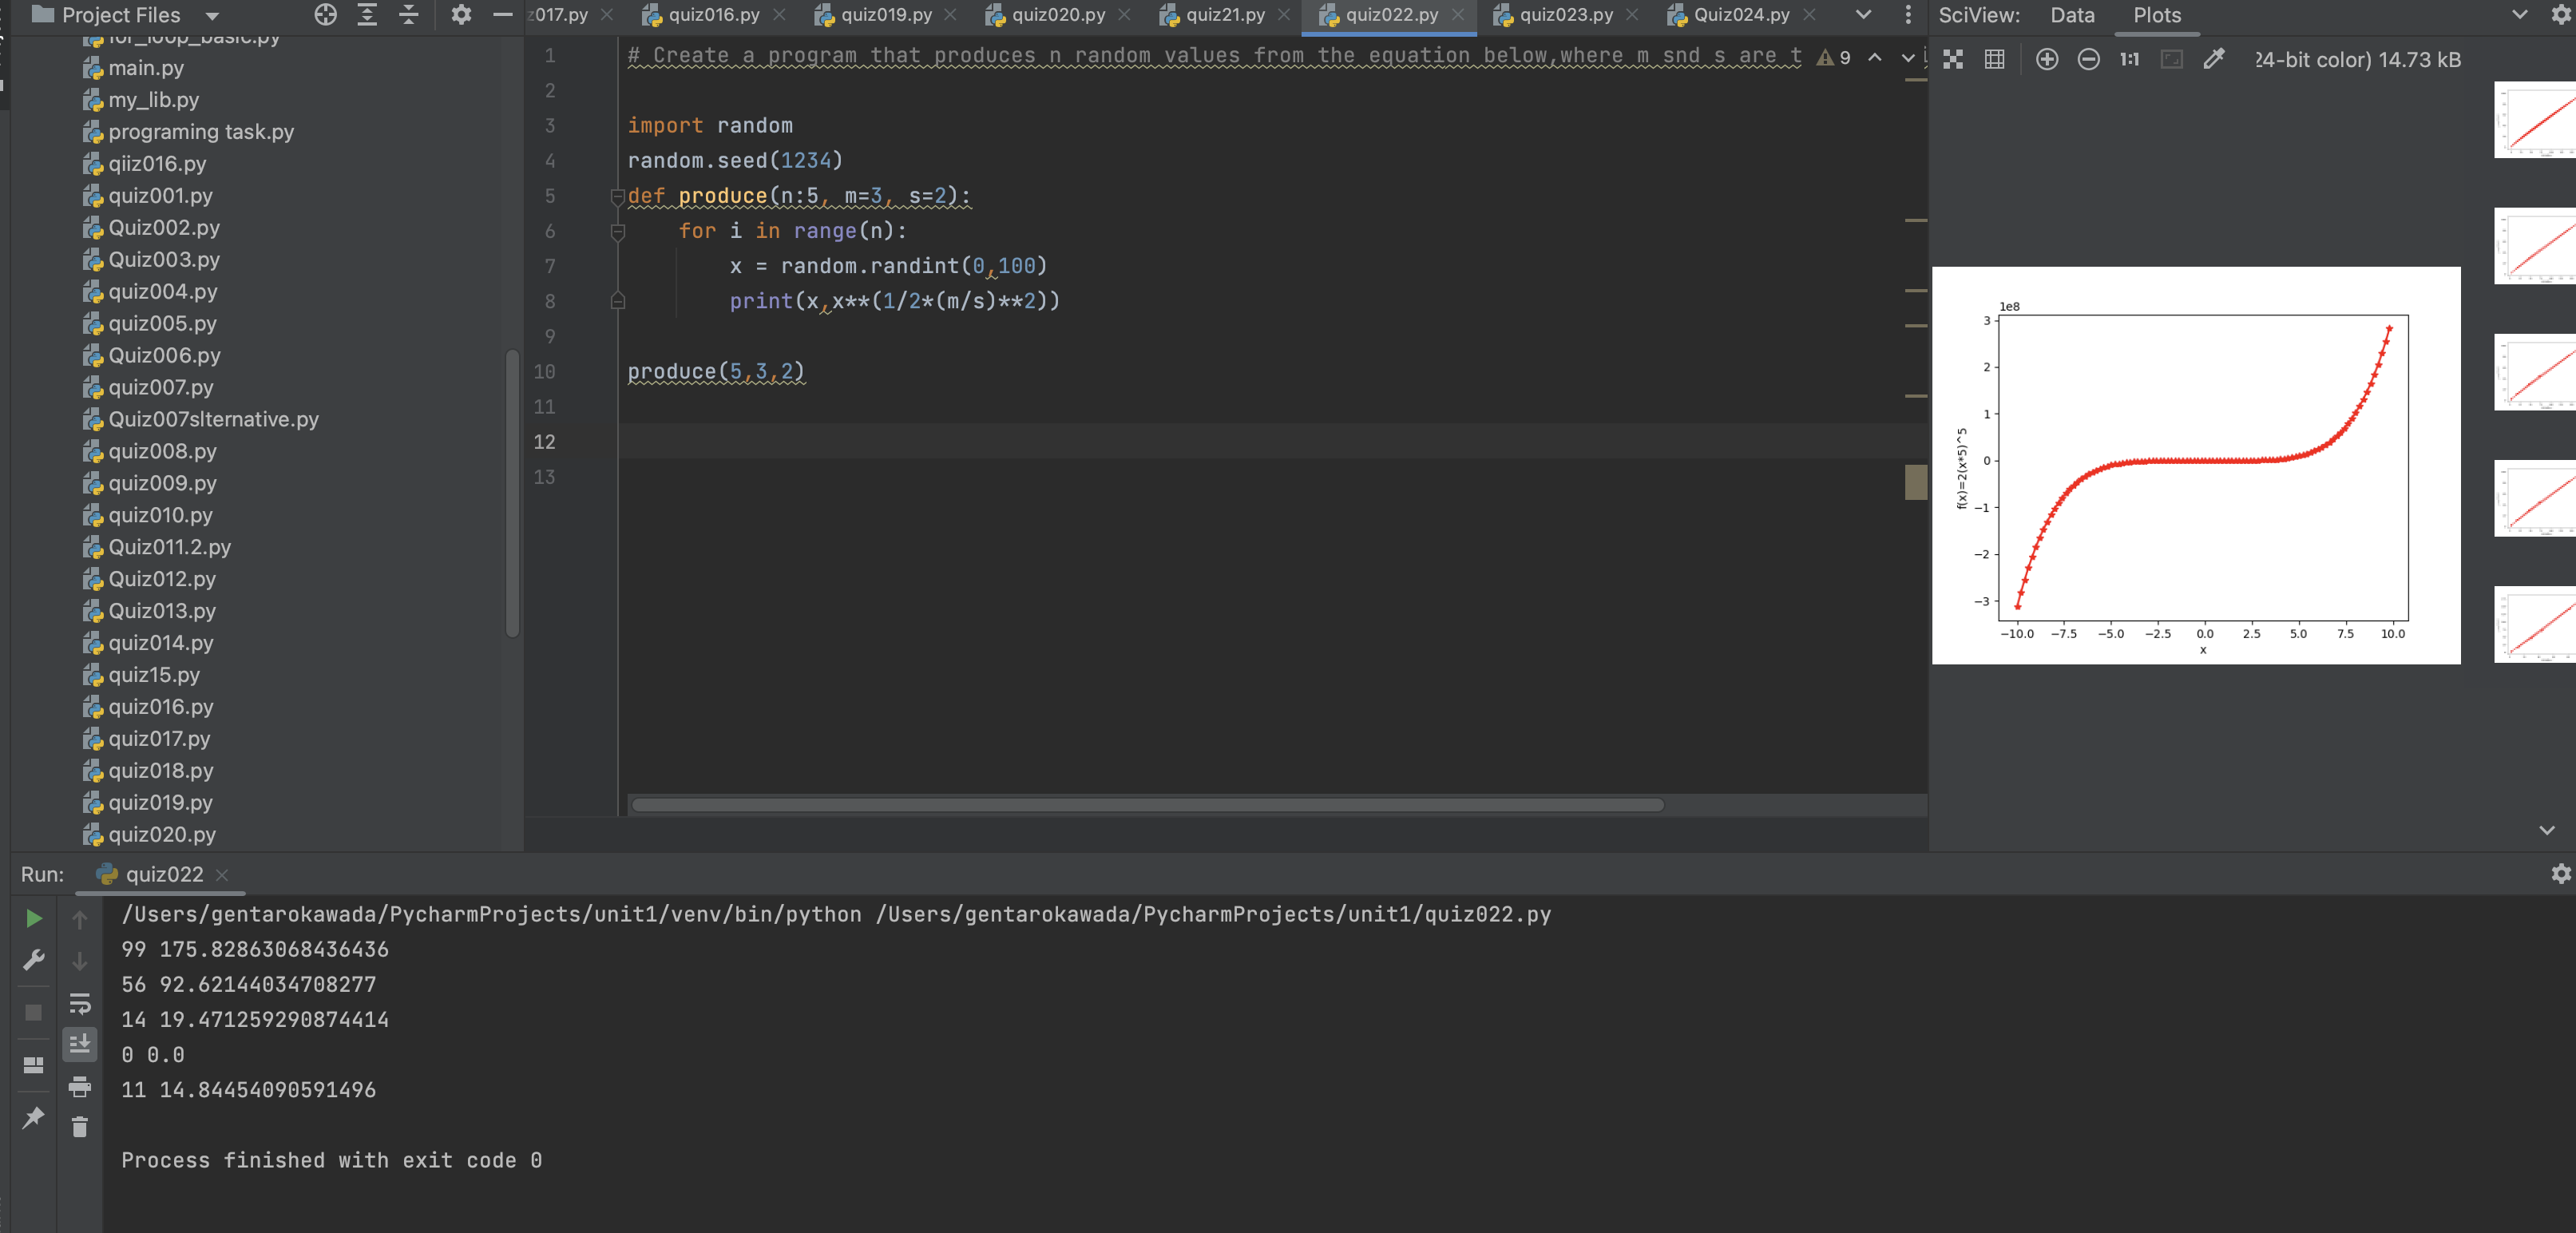 Project Files
z017.py
quiz016.py
quiz019.py
quiz020.py
quiz21.py
quiz022.py
quiz023.py
Quiz024.py
SciView:
Data
Plots
for_loop_basic.py
main.py
my_lib.py
programing task.py
qiiz016.py
quiz001.py
Quiz002.py
Quiz003.py
quiz004.py
quiz005.py
Quiz006.py
quiz007.py
Quiz007slternative.py
quiz008.py
quiz009.py
quiz010.py
Quiz011.2.py
Quiz012.py
Quiz013.py
quiz014.py
quiz15.py
quiz016.py
quiz017.py
quiz018.py
quiz019.py
quiz020.py
1 # Create a program that produces n random values from the equation below,where m snd s are t
9
2
3 import random
4 random.seed(1234)
5 def produce(n:5, m=3, s=2):
6 for i in range(n):
7 x = random.randint(0,100)
8 print(x,x**(1/2*(m/s)**2))
9
10 produce(5,3,2)
11
12
13
1:1
24-bit color) 14.73 kB
1e8
3
2
1
0
−1
−2
−3
f(x)=2(x*5)^5
−10.0 −7.5 −5.0 −2.5 0.0 2.5 5.0 7.5 10.0
x
Run:
quiz022
/Users/gentarokawada/PycharmProjects/unit1/venv/bin/python /Users/gentarokawada/PycharmProjects/unit1/quiz022.py
99 175.82863068436436
56 92.62144034708277
14 19.471259290874414
0 0.0
11 14.84454090591496
Process finished with exit code 0